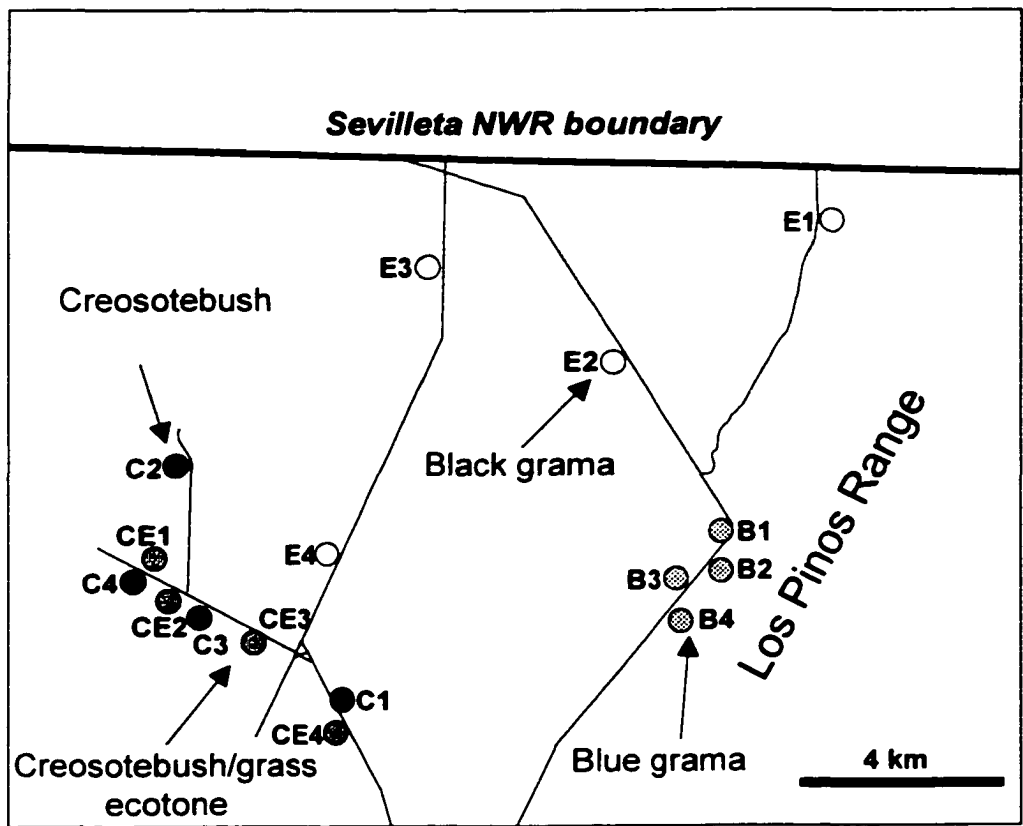 Sevilleta NWR boundary
E1
E3
Creosotebush
E2
Black grama
C2
CE1
B1
E4
B2
C4
B3
CE2
C3
CE3
B4
Los Pinos Range
C1
CE4
Creosotebush/grass
ecotone
Blue grama
4 km